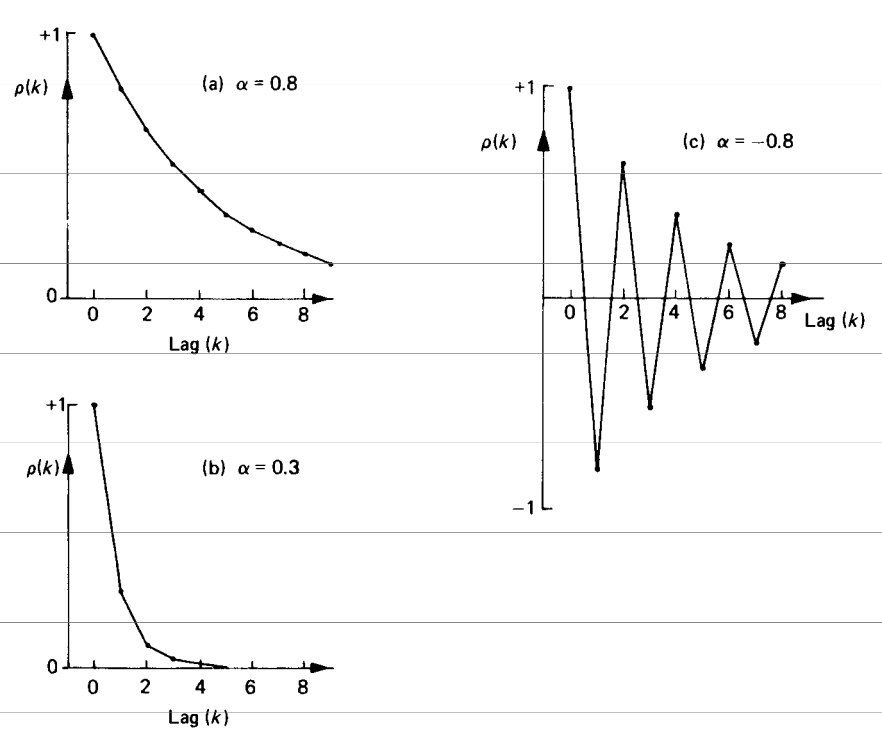 +1
ρ(k)
(a) α = 0.8
0
0 2 4 6 8
Lag (k)
+1
ρ(k)
(b) α = 0.3
0
0 2 4 6 8
Lag (k)
+1
ρ(k)
(c) α = −0.8
0 2 4 6 8
Lag (k)
−1